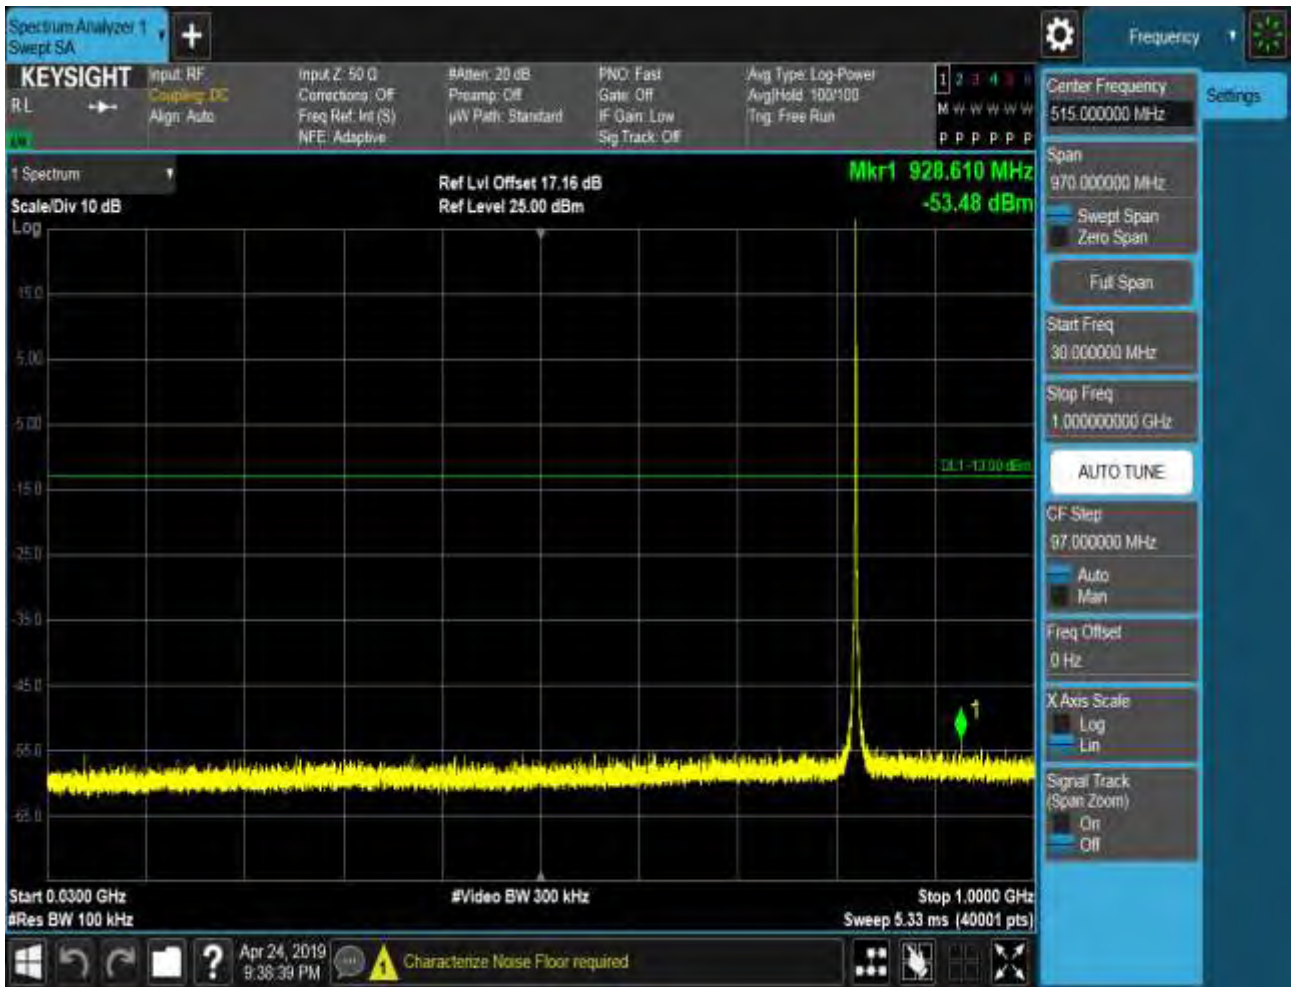 Spectrum Analyzer 1
Swept SA
Frequency
KEYSIGHT
R L
Input: RF
Coupling: DC
Align: Auto
Input Z: 50 Ω
Corrections: Off
Freq Ref: Int (S)
NFE: Adaptive
#Atten: 20 dB
Preamp: Off
µW Path: Standard
PNO: Fast
Gate: Off
IF Gain: Low
Sig Track: Off
Avg Type: Log-Power
Avg|Hold: 100/100
Trig: Free Run
1 2 3 4 5 6
M W W W W W
P P P P P P
1 Spectrum
Scale/Div 10 dB
Log
Ref Lvl Offset 17.16 dB
Ref Level 25.00 dBm
Mkr1 928.610 MHz
-53.48 dBm
15.0
5.00
-5.00
DL1 -13.00 dBm
-15.0
-25.0
-35.0
-45.0
1
-55.0
-65.0
Start 0.0300 GHz
#Video BW 300 kHz
Stop 1.0000 GHz
#Res BW 100 kHz
Sweep 5.33 ms (40001 pts)
Center Frequency
515.000000 MHz
Settings
Span
970.000000 MHz
Swept Span
Zero Span
Full Span
Start Freq
30.000000 MHz
Stop Freq
1.000000000 GHz
AUTO TUNE
CF Step
97.000000 MHz
Auto
Man
Freq Offset
0 Hz
X Axis Scale
Log
Lin
Signal Track
(Span Zoom)
On
Off
?
Apr 24, 2019
9:38:39 PM
Characterize Noise Floor required